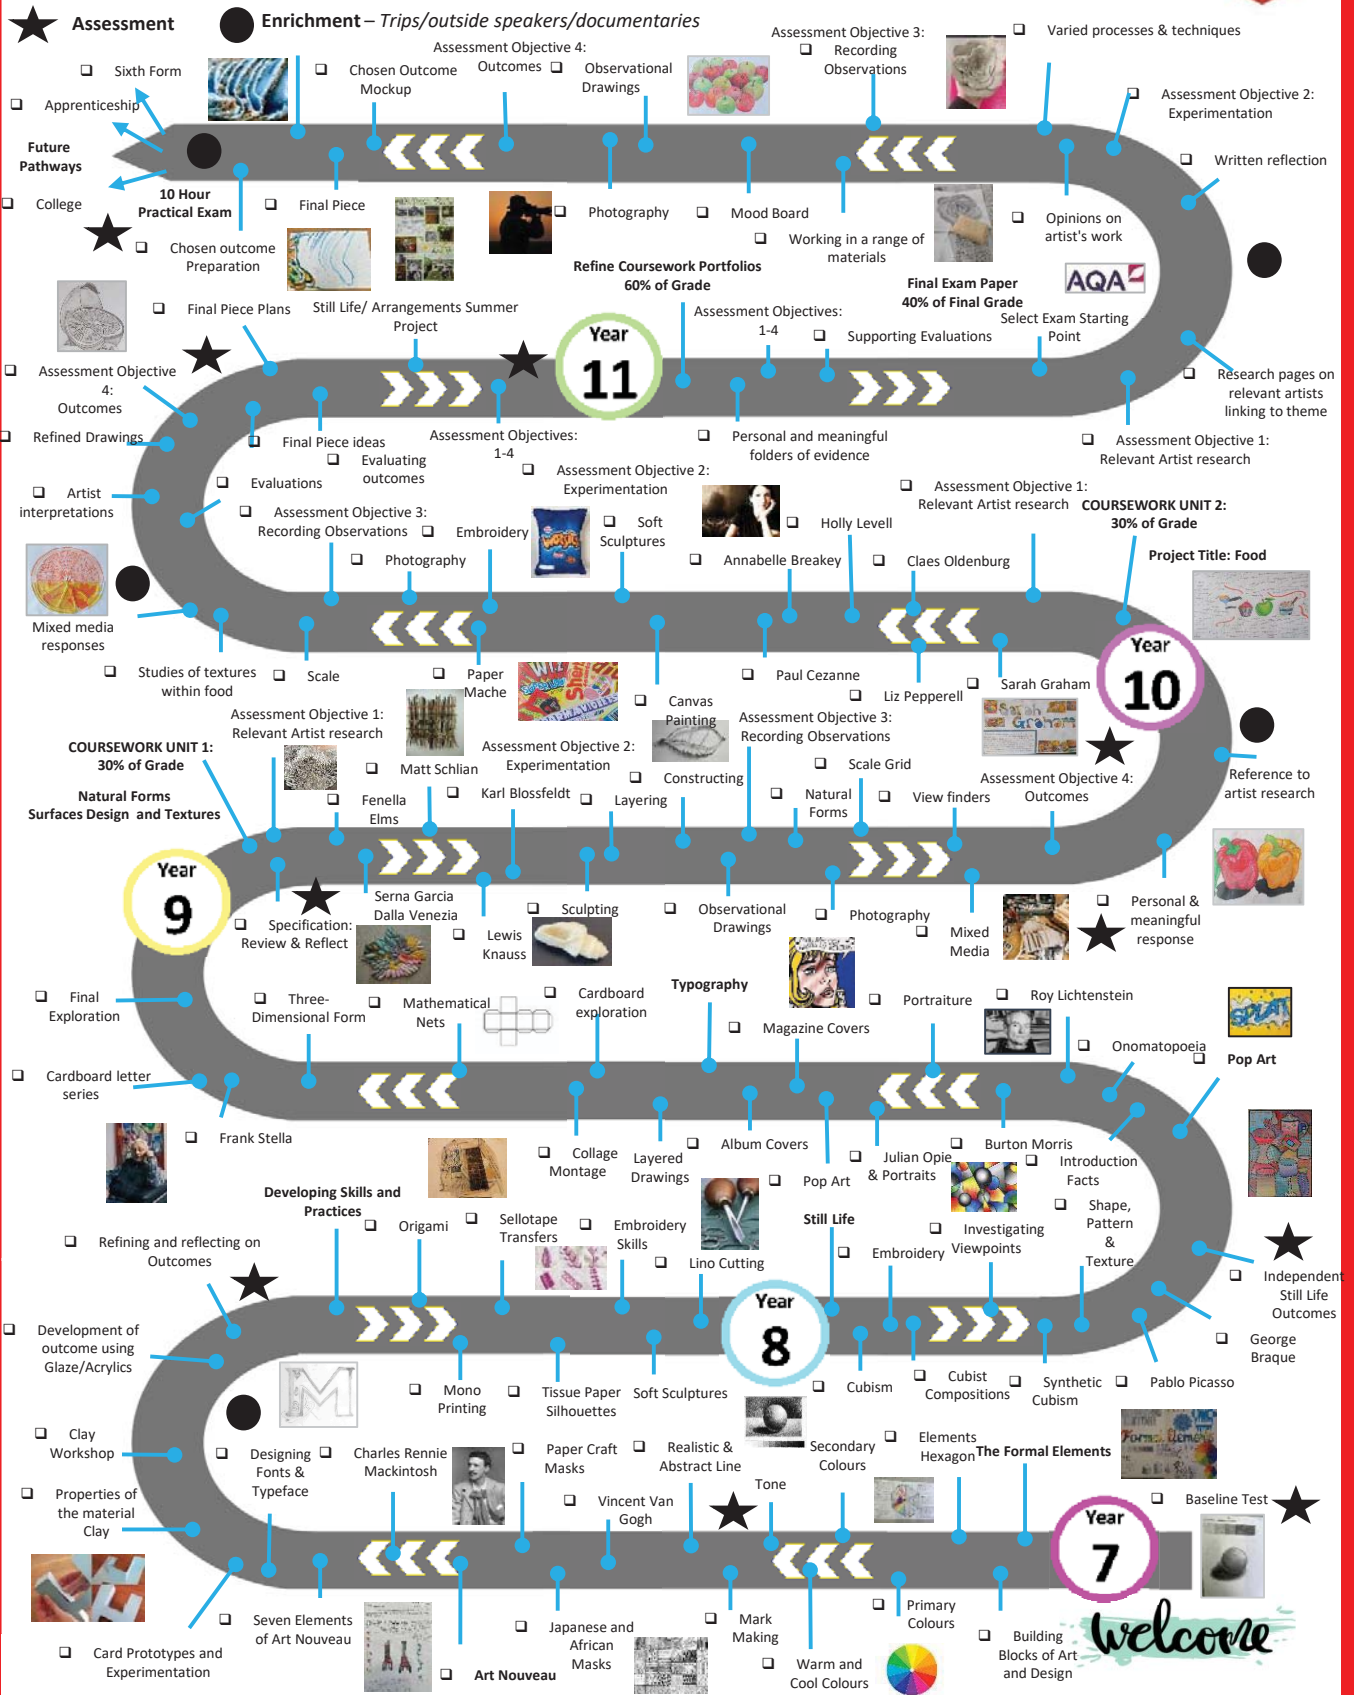 Assessment
Enrichment – Trips/outside speakers/documentaries
Sixth Form
Apprenticeship
Future
Pathways
College
10 Hour
Practical Exam
Chosen outcome
Preparation
Final Piece
Chosen Outcome
Mockup
Assessment Objective 4:
Outcomes
Observational
Drawings
Photography
Mood Board
Assessment Objective 3:
Recording
Observations
Working in a range of
materials
Varied processes & techniques
Assessment Objective 2:
Experimentation
Written reflection
Opinions on
artist's work
AQA
Research pages on
relevant artists
linking to theme
Assessment Objective 1:
Relevant Artist research
Final Exam Paper
40% of Final Grade
Select Exam Starting
Point
Supporting Evaluations
Assessment Objectives:
1-4
Personal and meaningful
folders of evidence
Refine Coursework Portfolios
60% of Grade
Year
11
Assessment Objectives:
1-4
Still Life/ Arrangements Summer
Project
Final Piece Plans
Final Piece ideas
Evaluating
outcomes
Assessment Objective
4:
Outcomes
Refined Drawings
Evaluations
Artist
interpretations
Mixed media
responses
Studies of textures
within food
Scale
Assessment Objective 3:
Recording Observations
Photography
Embroidery
Paper
Mache
Assessment Objective 2:
Experimentation
Soft
Sculptures
Canvas
Painting
Annabelle Breakey
Paul Cezanne
Holly Levell
Liz Pepperell
Claes Oldenburg
Sarah Graham
Sarah
Graham
Assessment Objective 1:
Relevant Artist research
COURSEWORK UNIT 2:
30% of Grade
Project Title: Food
Year
10
Reference to
artist research
Personal &
meaningful
response
Assessment Objective 4:
Outcomes
View finders
Mixed
Media
Scale Grid
Photography
Natural
Forms
Assessment Objective 3:
Recording Observations
Observational
Drawings
Constructing
Layering
Sculpting
Assessment Objective 2:
Experimentation
Karl Blossfeldt
Lewis
Knauss
Matt Schlian
Serna Garcia
Dalla Venezia
Fenella
Elms
Assessment Objective 1:
Relevant Artist research
Specification:
Review & Reflect
COURSEWORK UNIT 1:
30% of Grade
Natural Forms
Surfaces Design and Textures
Year
9
Final
Exploration
Cardboard letter
series
Frank Stella
Three-
Dimensional Form
Mathematical
Nets
Cardboard
exploration
Collage
Montage
Layered
Drawings
Typography
Album Covers
Magazine Covers
Pop Art
Julian Opie
& Portraits
Portraiture
Burton Morris
Roy Lichtenstein
Introduction
Facts
Onomatopoeia
Pop Art
SPLAT
Independent
Still Life
Outcomes
George
Braque
Pablo Picasso
Shape,
Pattern
&
Texture
Synthetic
Cubism
Investigating
Viewpoints
Cubist
Compositions
Embroidery
Cubism
Still Life
Year
8
Lino Cutting
Soft Sculptures
Embroidery
Skills
Tissue Paper
Silhouettes
Sellotape
Transfers
Mono
Printing
Origami
Developing Skills and
Practices
Refining and reflecting on
Outcomes
Development of
outcome using
Glaze/Acrylics
M
Clay
Workshop
Properties of
the material
Clay
Card Prototypes and
Experimentation
Designing
Fonts &
Typeface
Seven Elements
of Art Nouveau
Charles Rennie
Mackintosh
Art Nouveau
Paper Craft
Masks
Japanese and
African
Masks
Vincent Van
Gogh
Realistic &
Abstract Line
Mark
Making
Tone
Warm and
Cool Colours
Secondary
Colours
Primary
Colours
Elements
Hexagon
The Formal Elements
Building
Blocks of Art
and Design
Year
7
Baseline Test
welcome